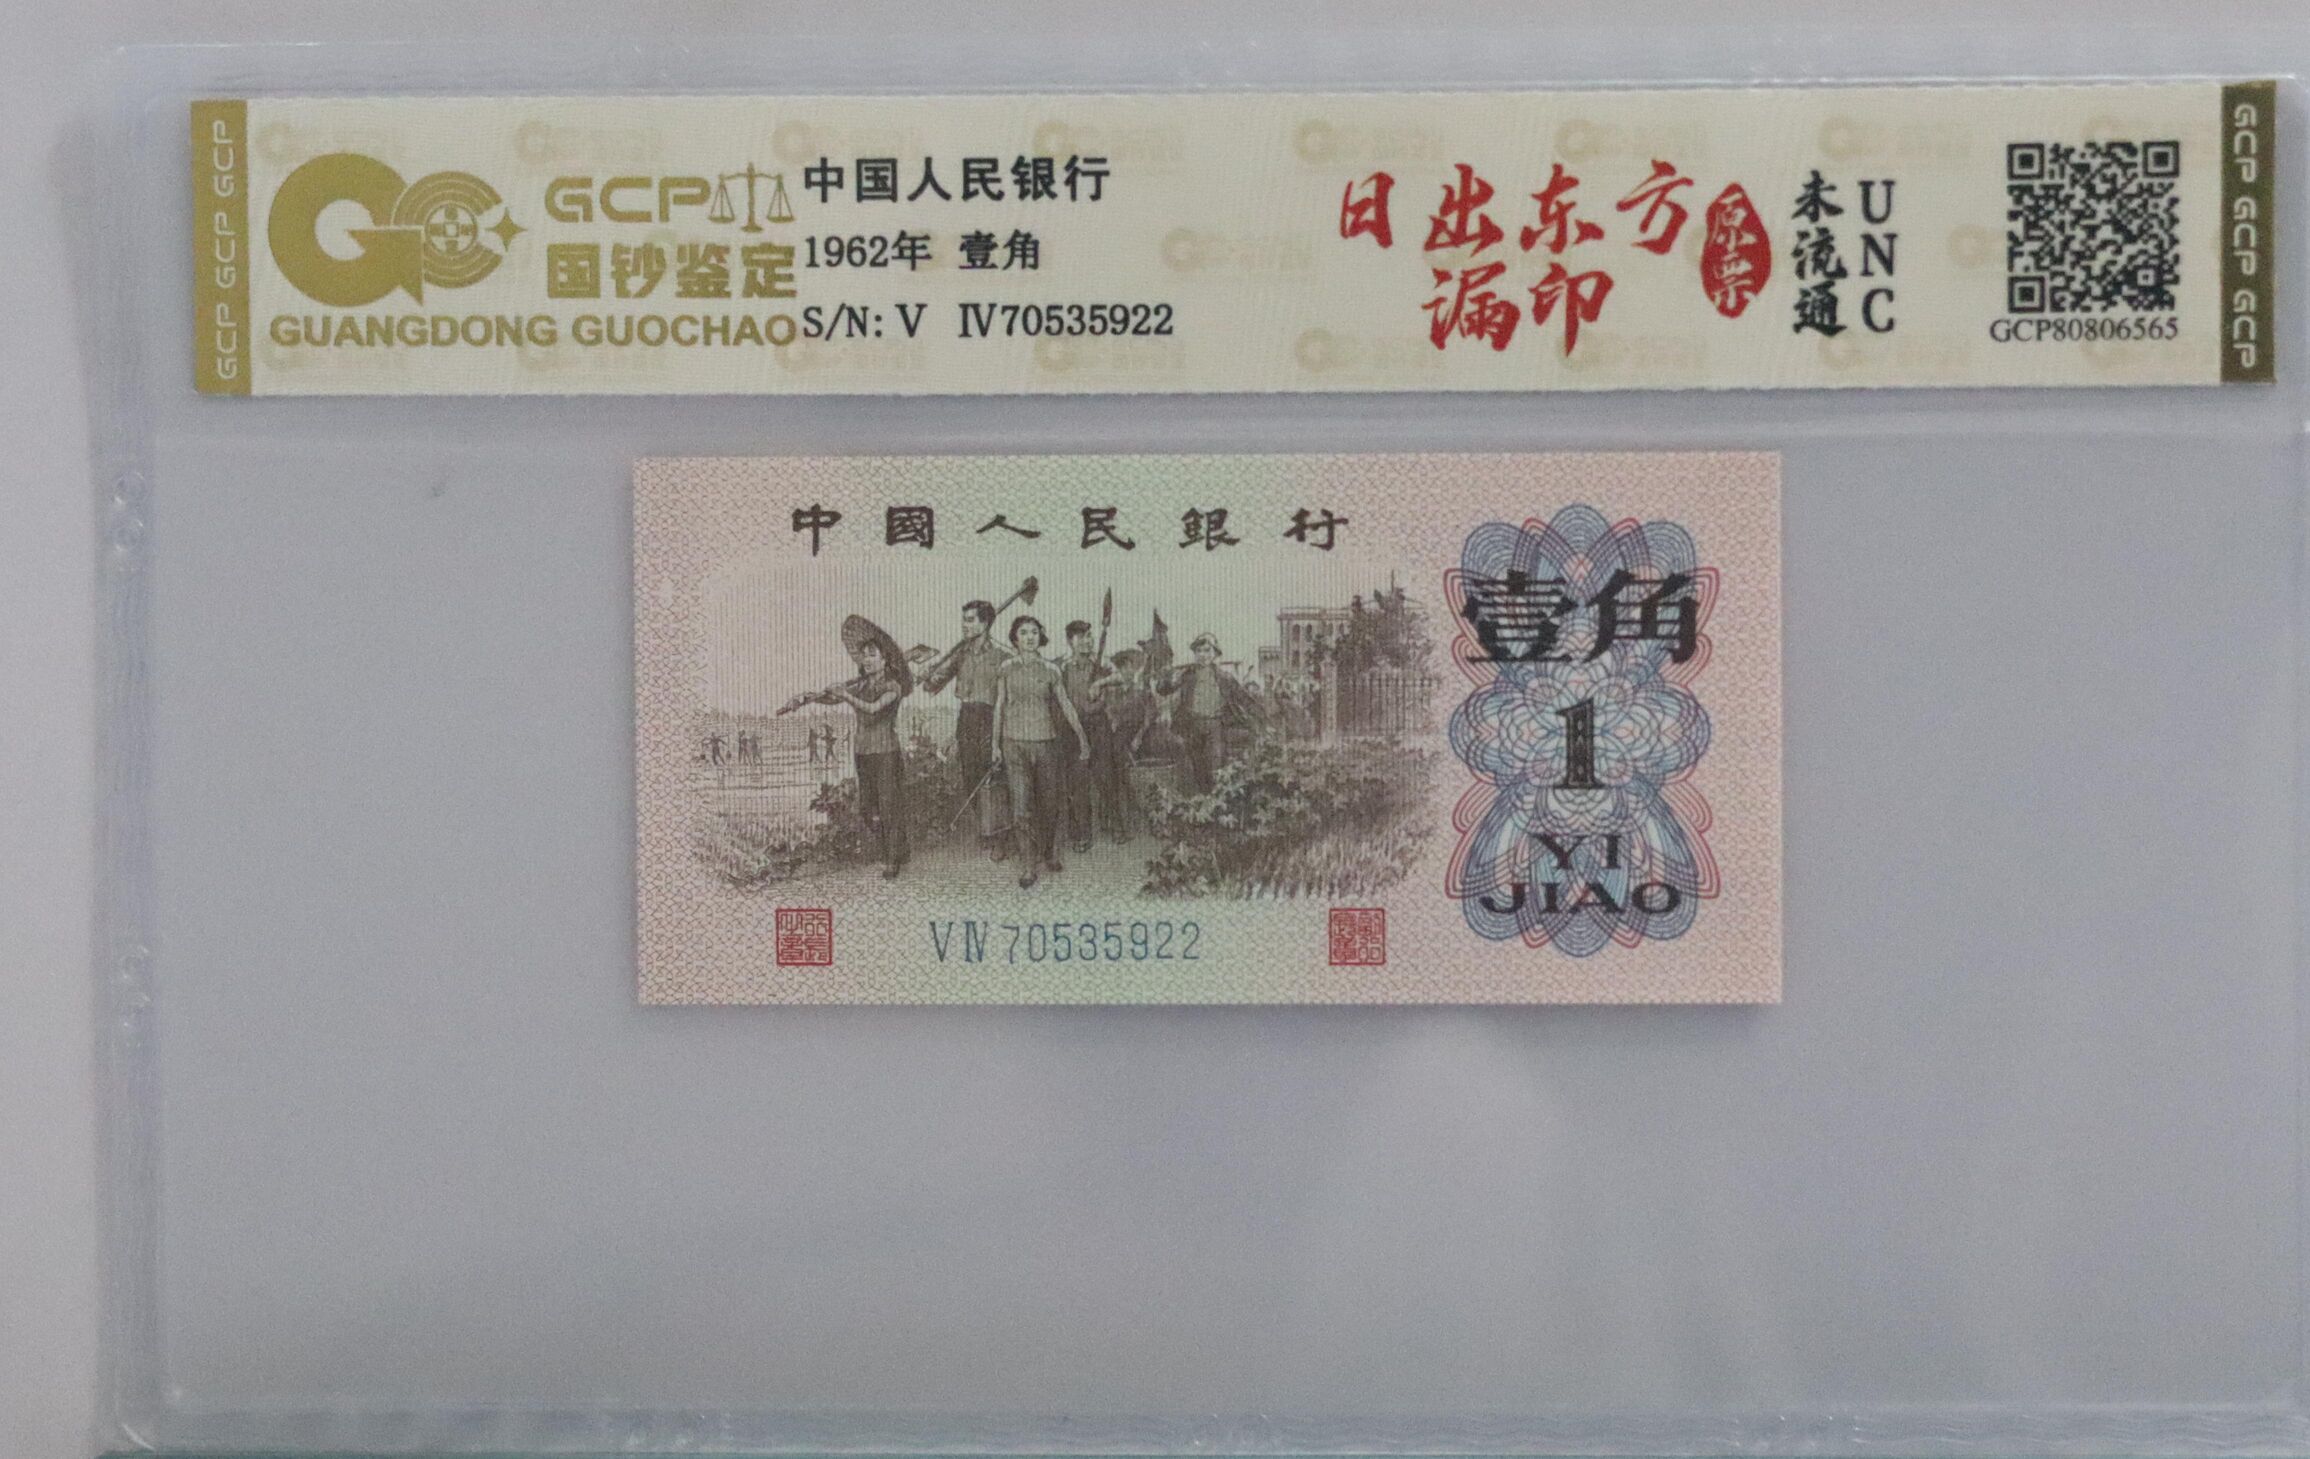 GCP GCP GCP
GCP
国钞鉴定
GUANGDONG GUOCHAO
中国人民银行
1962年 壹角
S/N: V Ⅳ70535922
日出东方
漏印
原票
未流通
UNC
GCP80806565
GCP GCP GCP
中國人民銀行
壹角
1
YI
JIAO
VⅣ70535922